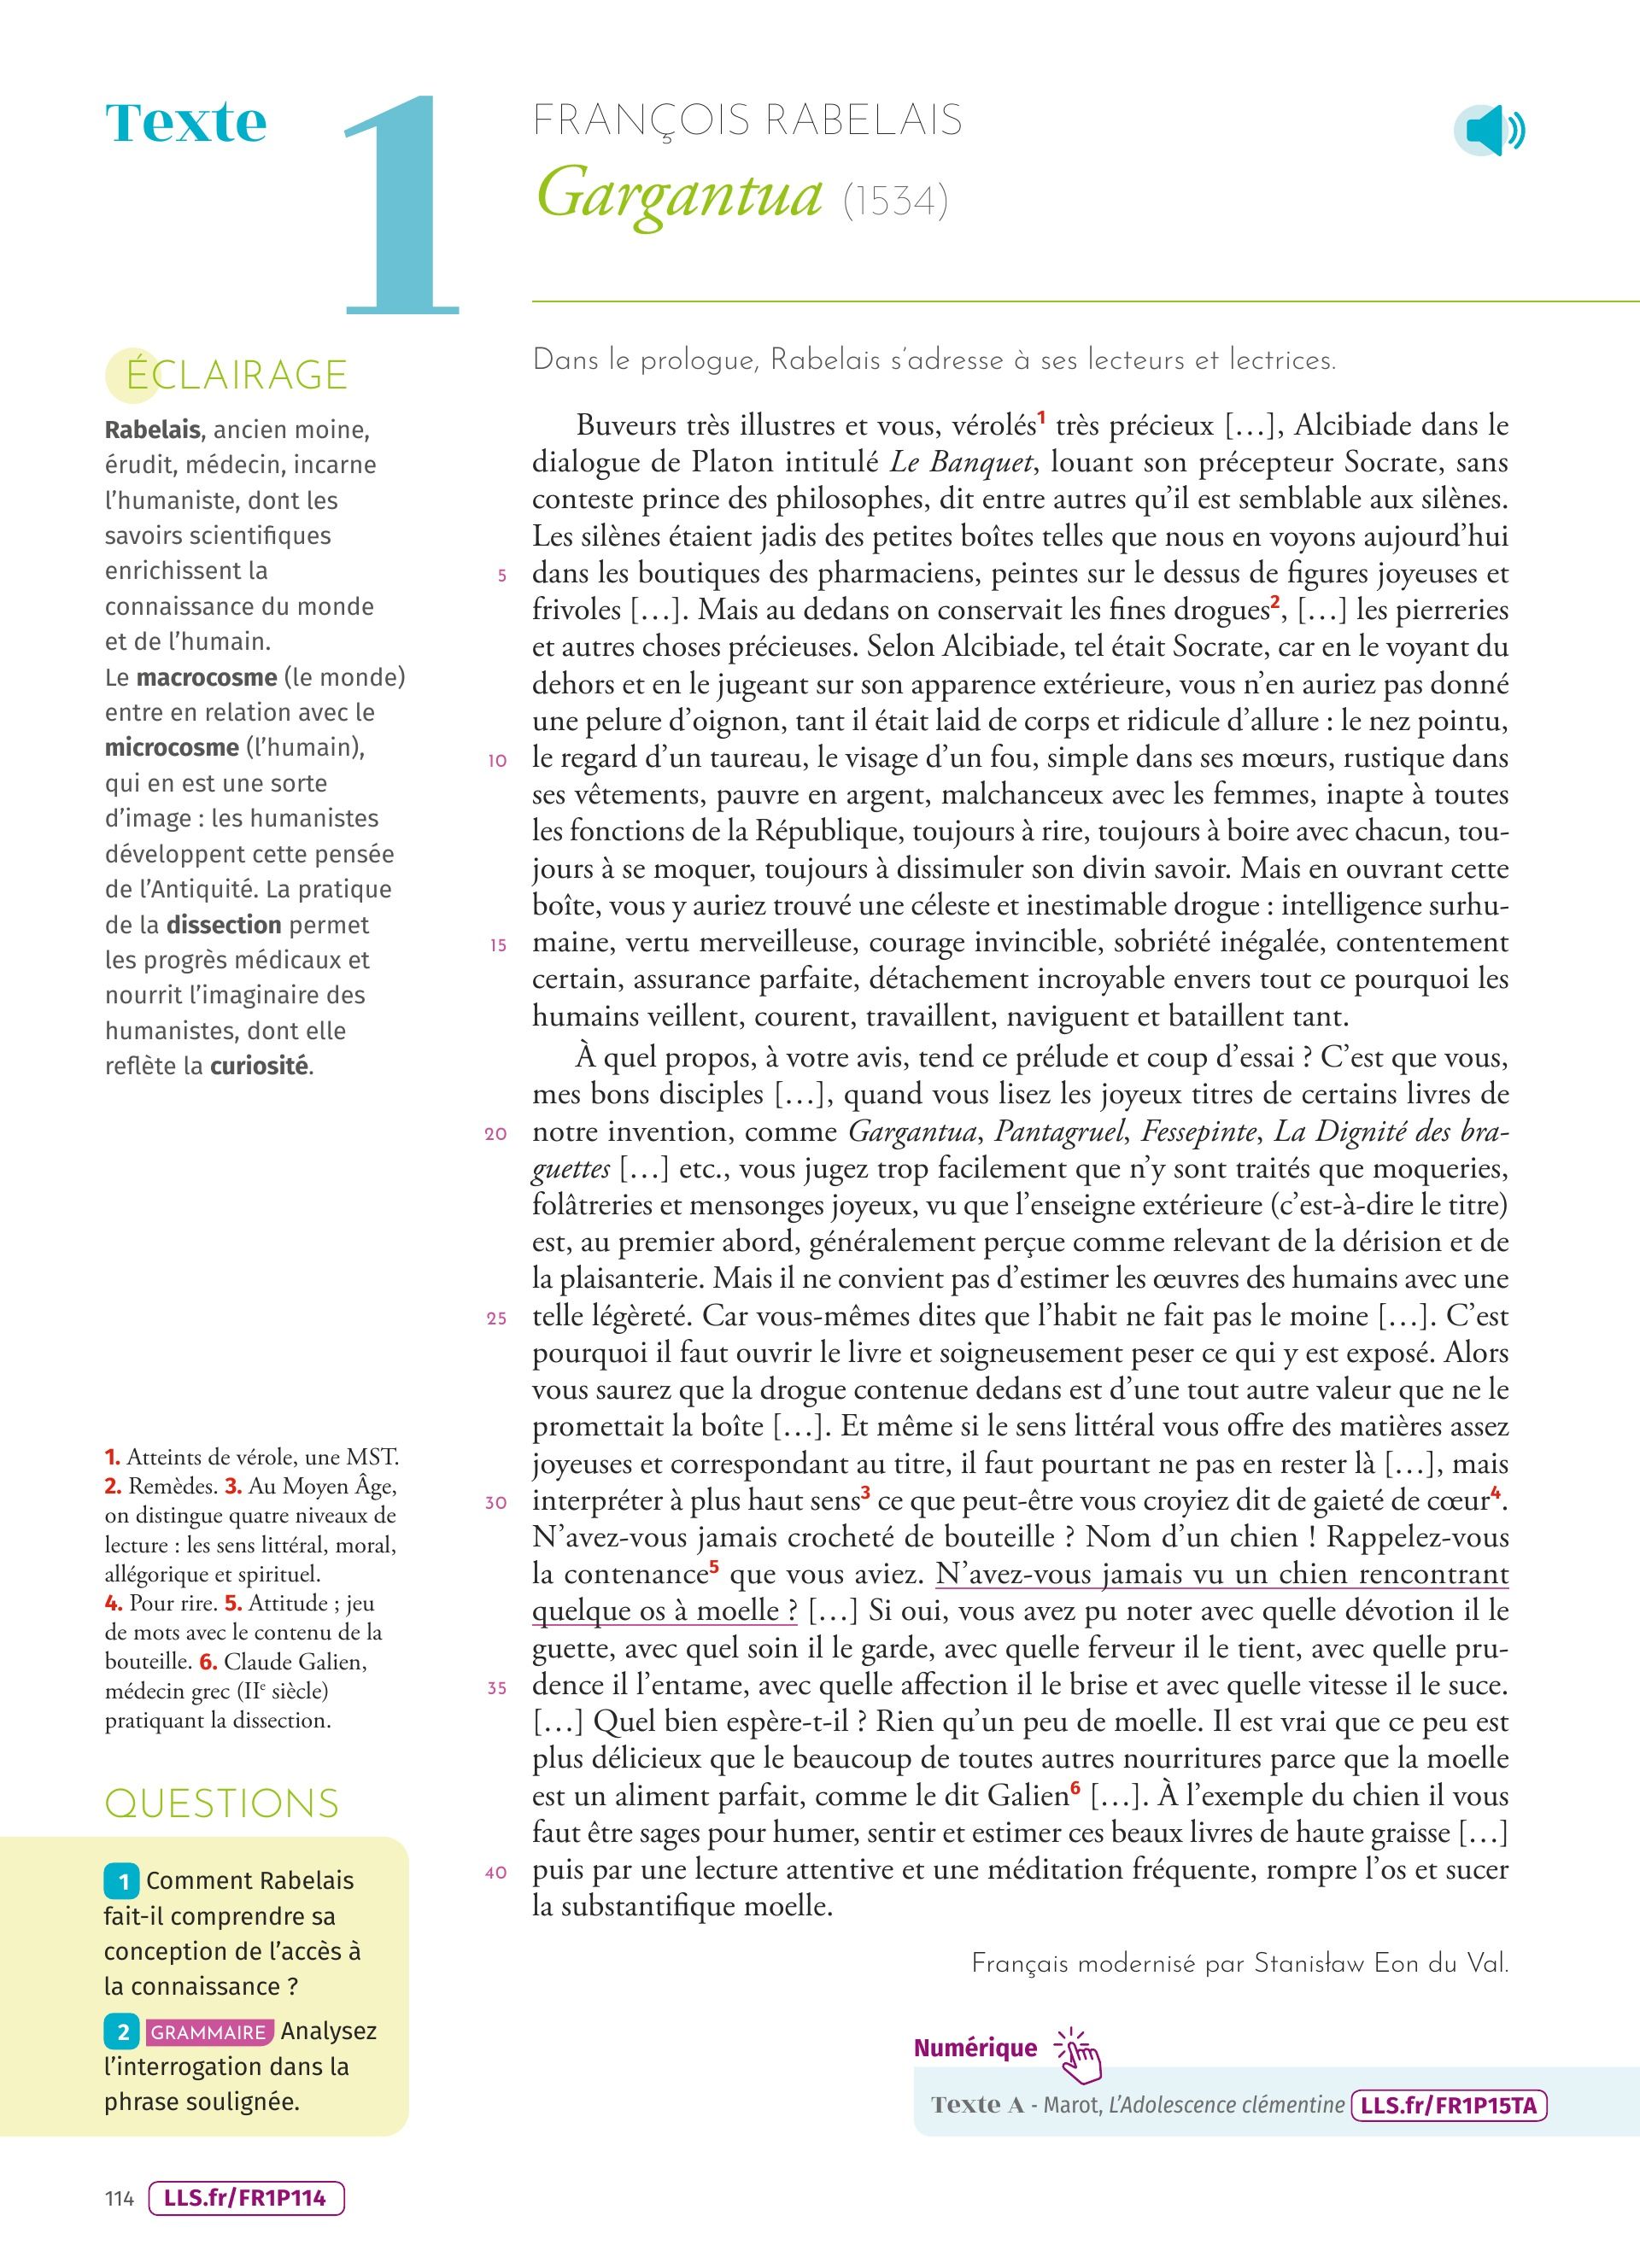 Texte 1
FRANÇOIS RABELAIS
Gargantua (1534)
ÉCLAIRAGE
Rabelais, ancien moine,
érudit, médecin, incarne
l'humaniste, dont les
savoirs scientifiques
enrichissent la
connaissance du monde
et de l'humain.
Le macrocosme (le monde)
entre en relation avec le
microcosme (l'humain),
qui en est une sorte
d'image : les humanistes
développent cette pensée
de l'Antiquité. La pratique
de la dissection permet
les progrès médicaux et
nourrit l'imaginaire des
humanistes, dont elle
reflète la curiosité.
Dans le prologue, Rabelais s'adresse à ses lecteurs et lectrices.
Buveurs très illustres et vous, vérolés1 très précieux […], Alcibiade dans le
dialogue de Platon intitulé Le Banquet, louant son précepteur Socrate, sans
conteste prince des philosophes, dit entre autres qu'il est semblable aux silènes.
Les silènes étaient jadis des petites boîtes telles que nous en voyons aujourd'hui
5 dans les boutiques des pharmaciens, peintes sur le dessus de figures joyeuses et
frivoles […]. Mais au dedans on conservait les fines drogues2, […] les pierreries
et autres choses précieuses. Selon Alcibiade, tel était Socrate, car en le voyant du
dehors et en le jugeant sur son apparence extérieure, vous n'en auriez pas donné
une pelure d'oignon, tant il était laid de corps et ridicule d'allure : le nez pointu,
10 le regard d'un taureau, le visage d'un fou, simple dans ses mœurs, rustique dans
ses vêtements, pauvre en argent, malchanceux avec les femmes, inapte à toutes
les fonctions de la République, toujours à rire, toujours à boire avec chacun, tou-
jours à se moquer, toujours à dissimuler son divin savoir. Mais en ouvrant cette
boîte, vous y auriez trouvé une céleste et inestimable drogue : intelligence surhu-
15 maine, vertu merveilleuse, courage invincible, sobriété inégalée, contentement
certain, assurance parfaite, détachement incroyable envers tout ce pourquoi les
humains veillent, courent, travaillent, naviguent et bataillent tant.
À quel propos, à votre avis, tend ce prélude et coup d'essai ? C'est que vous,
mes bons disciples […], quand vous lisez les joyeux titres de certains livres de
20 notre invention, comme Gargantua, Pantagruel, Fessepinte, La Dignité des bra-
guettes […] etc., vous jugez trop facilement que n'y sont traités que moqueries,
folâtreries et mensonges joyeux, vu que l'enseigne extérieure (c'est-à-dire le titre)
est, au premier abord, généralement perçue comme relevant de la dérision et de
la plaisanterie. Mais il ne convient pas d'estimer les œuvres des humains avec une
25 telle légèreté. Car vous-mêmes dites que l'habit ne fait pas le moine […]. C'est
pourquoi il faut ouvrir le livre et soigneusement peser ce qui y est exposé. Alors
vous saurez que la drogue contenue dedans est d'une tout autre valeur que ne le
promettait la boîte […]. Et même si le sens littéral vous offre des matières assez
joyeuses et correspondant au titre, il faut pourtant ne pas en rester là […], mais
30 interpréter à plus haut sens3 ce que peut-être vous croyiez dit de gaieté de cœur4.
N'avez-vous jamais crocheté de bouteille ? Nom d'un chien ! Rappelez-vous
la contenance5 que vous aviez. N'avez-vous jamais vu un chien rencontrant
quelque os à moelle ? […] Si oui, vous avez pu noter avec quelle dévotion il le
guette, avec quel soin il le garde, avec quelle ferveur il le tient, avec quelle pru-
35 dence il l'entame, avec quelle affection il le brise et avec quelle vitesse il le suce.
[…] Quel bien espère-t-il ? Rien qu'un peu de moelle. Il est vrai que ce peu est
plus délicieux que le beaucoup de toutes autres nourritures parce que la moelle
est un aliment parfait, comme le dit Galien6 […]. À l'exemple du chien il vous
faut être sages pour humer, sentir et estimer ces beaux livres de haute graisse […]
40 puis par une lecture attentive et une méditation fréquente, rompre l'os et sucer
la substantifique moelle.
Français modernisé par Stanisław Eon du Val.
1. Atteints de vérole, une MST.
2. Remèdes. 3. Au Moyen Âge,
on distingue quatre niveaux de
lecture : les sens littéral, moral,
allégorique et spirituel.
4. Pour rire. 5. Attitude ; jeu
de mots avec le contenu de la
bouteille. 6. Claude Galien,
médecin grec (IIe siècle)
pratiquant la dissection.
QUESTIONS
1 Comment Rabelais
fait-il comprendre sa
conception de l'accès à
la connaissance ?
2 GRAMMAIRE Analysez
l'interrogation dans la
phrase soulignée.
Numérique
Texte A - Marot, L'Adolescence clémentine LLS.fr/FR1P15TA
114 LLS.fr/FR1P114